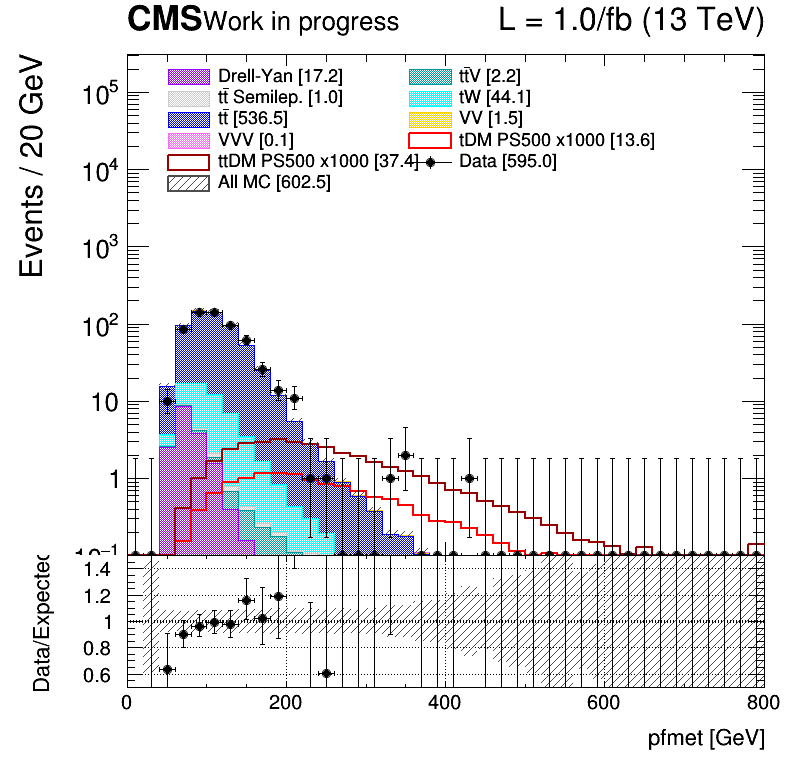 CMS Work in progress L = 1.0/fb (13 TeV)
Events / 20 GeV
Drell-Yan [17.2] tt̄V [2.2]
tt̄ Semilep. [1.0] tW [44.1]
tt̄ [536.5] VV [1.5]
VVV [0.1] tDM PS500 x1000 [13.6]
ttDM PS500 x1000 [37.4] Data [595.0]
All MC [602.5]
10⁵
10⁴
10³
10²
10
1
10⁻¹
Data/Expected
1.4
1.2
1
0.8
0.6
0 200 400 600 800
pfmet [GeV]